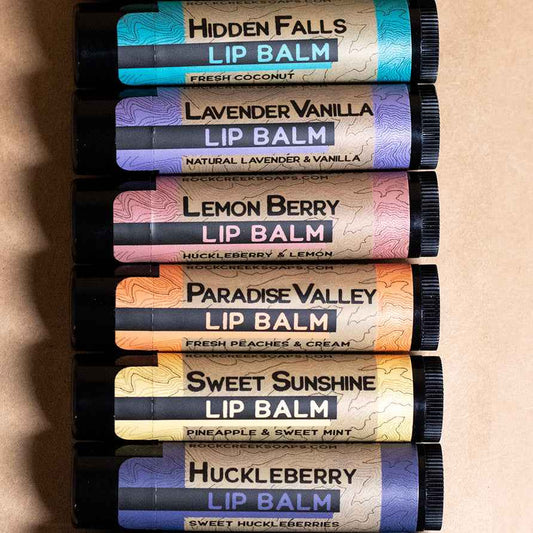 ROCKCREEKSOAPS.COM
HIDDEN FALLS
LIP BALM
FRESH COCONUT
LAVENDER VANILLA
LIP BALM
NATURAL LAVENDER & VANILLA
ROCKCREEKSOAPS.COM
LEMON BERRY
LIP BALM
HUCKLEBERRY & LEMON
ROCKCREEKSOAPS.COM
PARADISE VALLEY
LIP BALM
FRESH PEACHES & CREAM
ROCKCREEKSOAPS.COM
SWEET SUNSHINE
LIP BALM
PINEAPPLE & SWEET MINT
ROCKCREEKSOAPS.COM
HUCKLEBERRY
LIP BALM
SWEET HUCKLEBERRIES